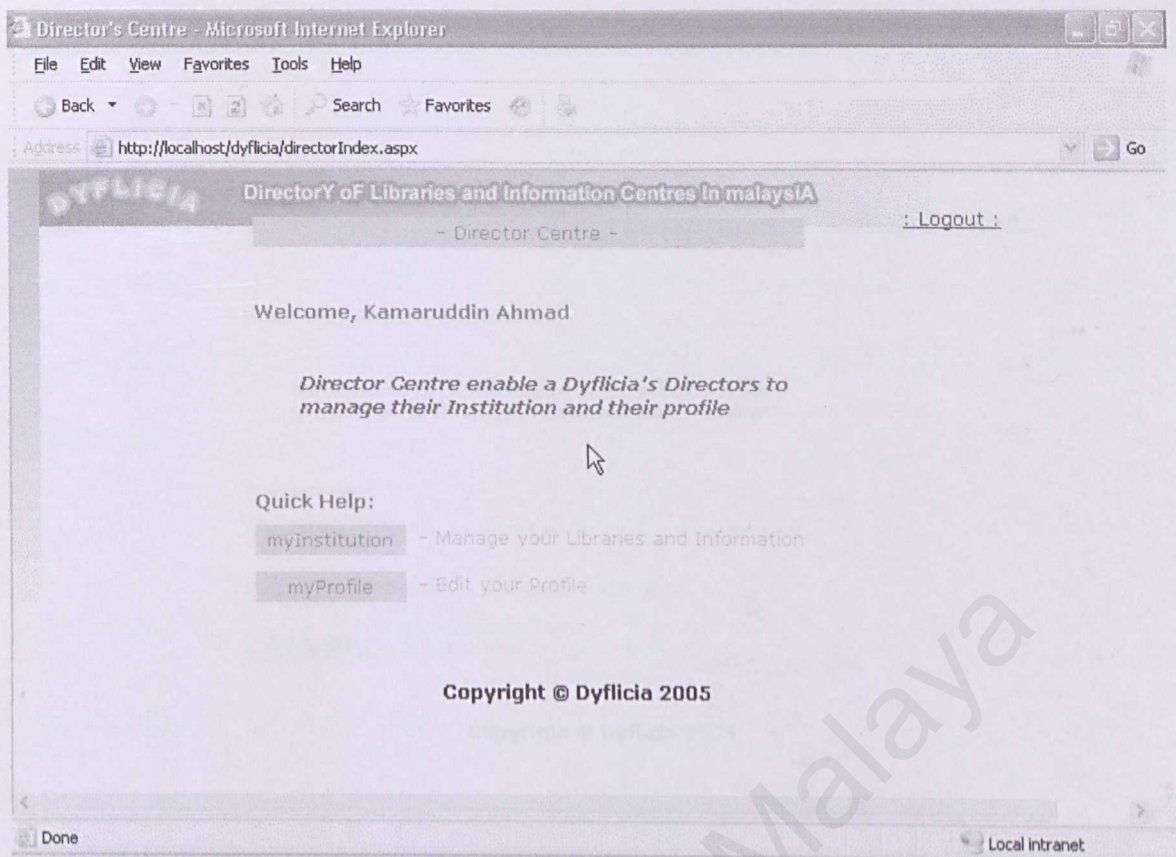 Director's Centre - Microsoft Internet Explorer
File Edit View Favorites Tools Help
Back Search Favorites
Address http://localhost/dyflicia/directorIndex.aspx Go
DYFLICIA
DirectorY oF Libraries and Information Centres In malaysIA
: Logout :
- Director Centre -
Welcome, Kamaruddin Ahmad
Director Centre enable a Dyflicia's Directors to
manage their Institution and their profile
Quick Help:
myInstitution - Manage your Libraries and Information
myProfile - Edit your Profile
Copyright © Dyflicia 2005
Malaya
Done Local intranet